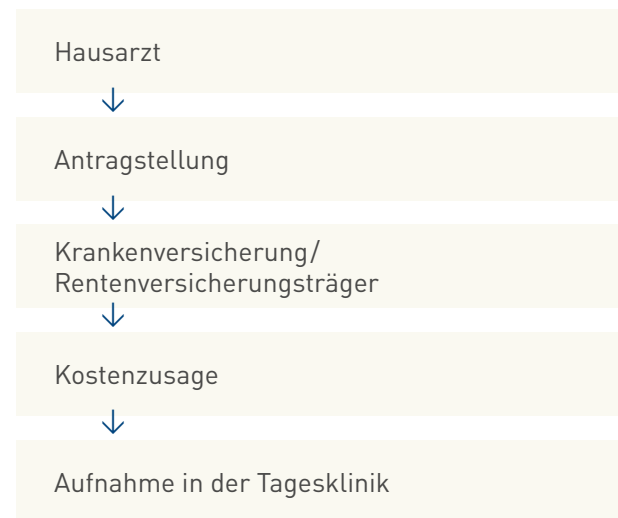 Hausarzt
Antragstellung
Krankenversicherung/
Rentenversicherungsträger
Kostenzusage
Aufnahme in der Tagesklinik